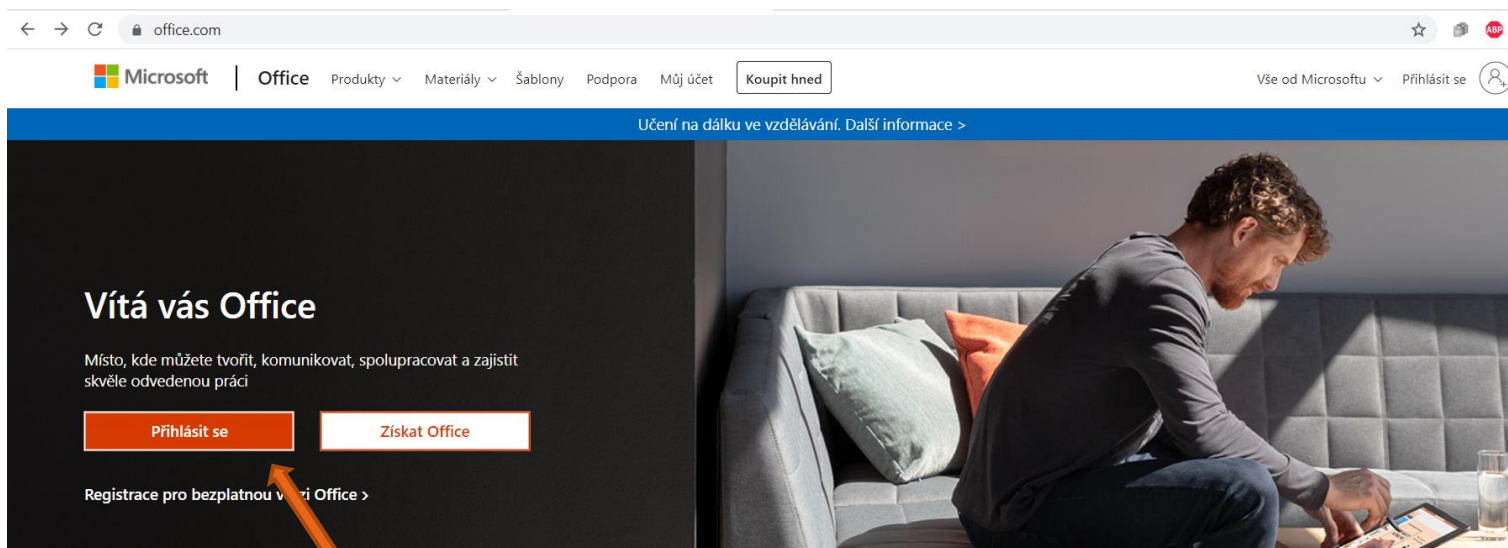 office.com
ABP
Microsoft Office Produkty Materiály Šablony Podpora Můj účet Koupit hned Vše od Microsoftu Přihlásit se
Učení na dálku ve vzdělávání. Další informace >
Vítá vás Office
Místo, kde můžete tvořit, komunikovat, spolupracovat a zajistit
skvěle odvedenou práci
Přihlásit se Získat Office
Registrace pro bezplatnou Office >